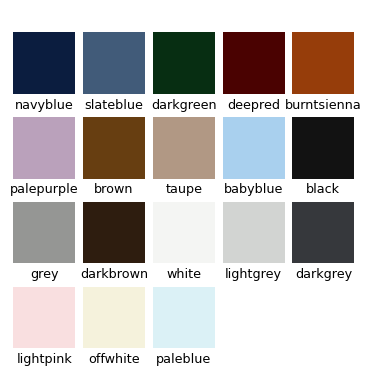 navyblue slateblue darkgreen deepred burntsienna
palepurple brown taupe babyblue black
grey darkbrown white lightgrey darkgrey
lightpink offwhite paleblue